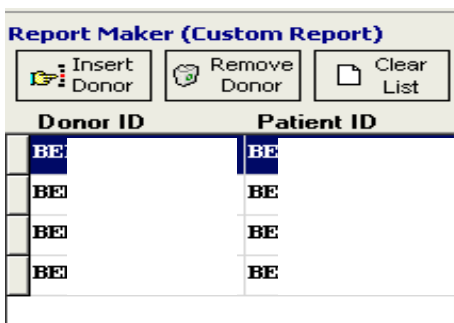 Report Maker (Custom Report)
Insert Donor Remove Donor Clear List
Donor ID Patient ID
BE
BE BE
BE BE
BE BE